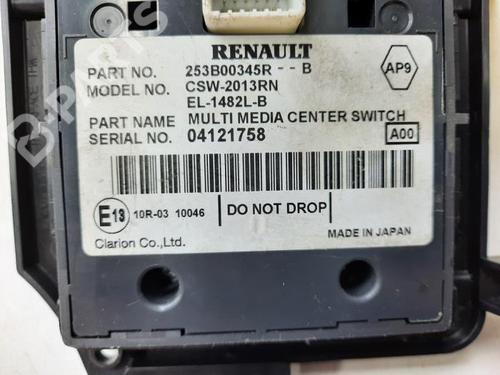 RENAULT
PART NO. 253B00345R - - B
AP9
MODEL NO. CSW-2013RN
EL-1482L-B
PART NAME MULTI MEDIA CENTER SWITCH
SERIAL NO. 04121758
A00
E13 10R-03 10046 DO NOT DROP
Clarion Co.,Ltd. MADE IN JAPAN